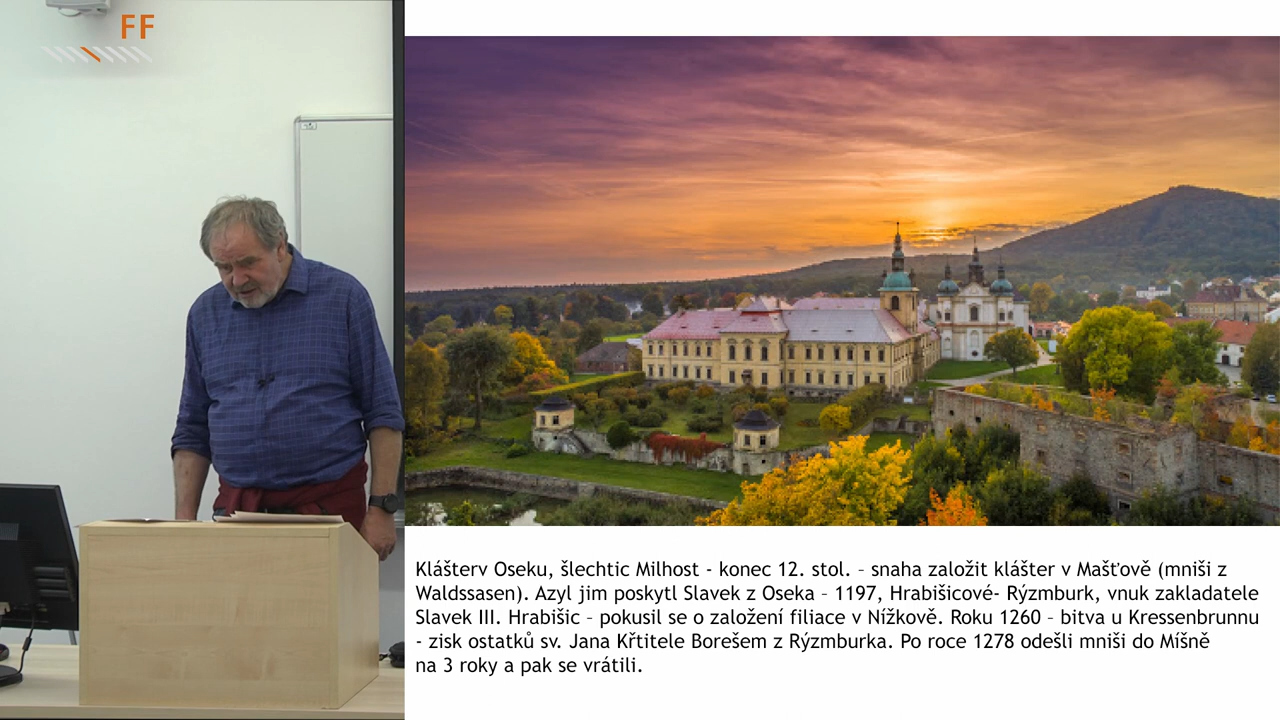 FF
Klášterv Oseku, šlechtic Milhost - konec 12. stol. – snaha založit klášter v Mašťově (mniši z
Waldssasen). Azyl jim poskytl Slavek z Oseka – 1197, Hrabišicové- Rýzmburk, vnuk zakladatele
Slavek III. Hrabišic – pokusil se o založení filiace v Nížkově. Roku 1260 – bitva u Kressenbrunnu
- zisk ostatků sv. Jana Křtitele Borešem z Rýzmburka. Po roce 1278 odešli mniši do Míšně
na 3 roky a pak se vrátili.